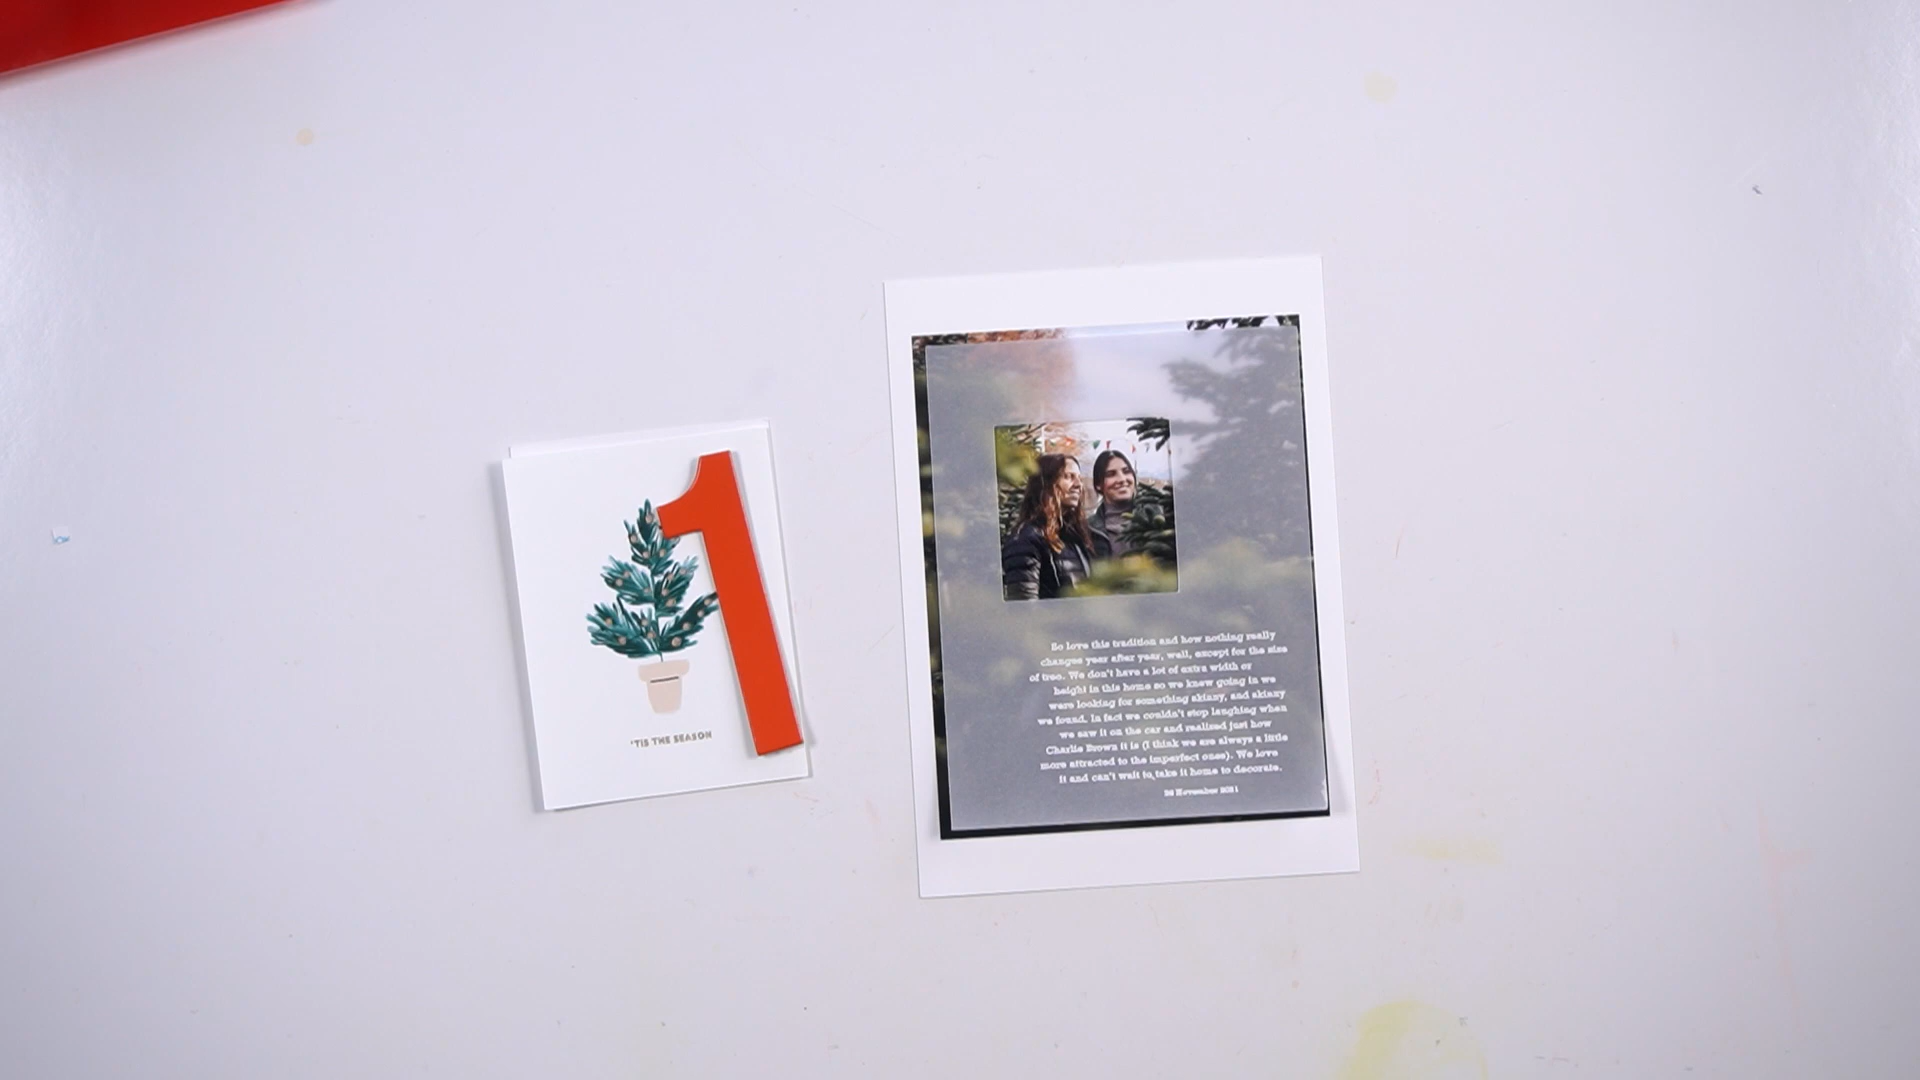 1
'TIS THE SEASON
So love this tradition and how nothing really
changes year after year, well, except for the size
of tree. We don't have a lot of extra width or
height in this home so we knew going in we
were looking for something skinny, and skinny
we found. In fact we couldn't stop laughing when
we saw it on the car and realized just how
Charlie Brown it is (I think we are always a little
more attracted to the imperfect ones). We love
it and can't wait to take it home to decorate.
November 2021